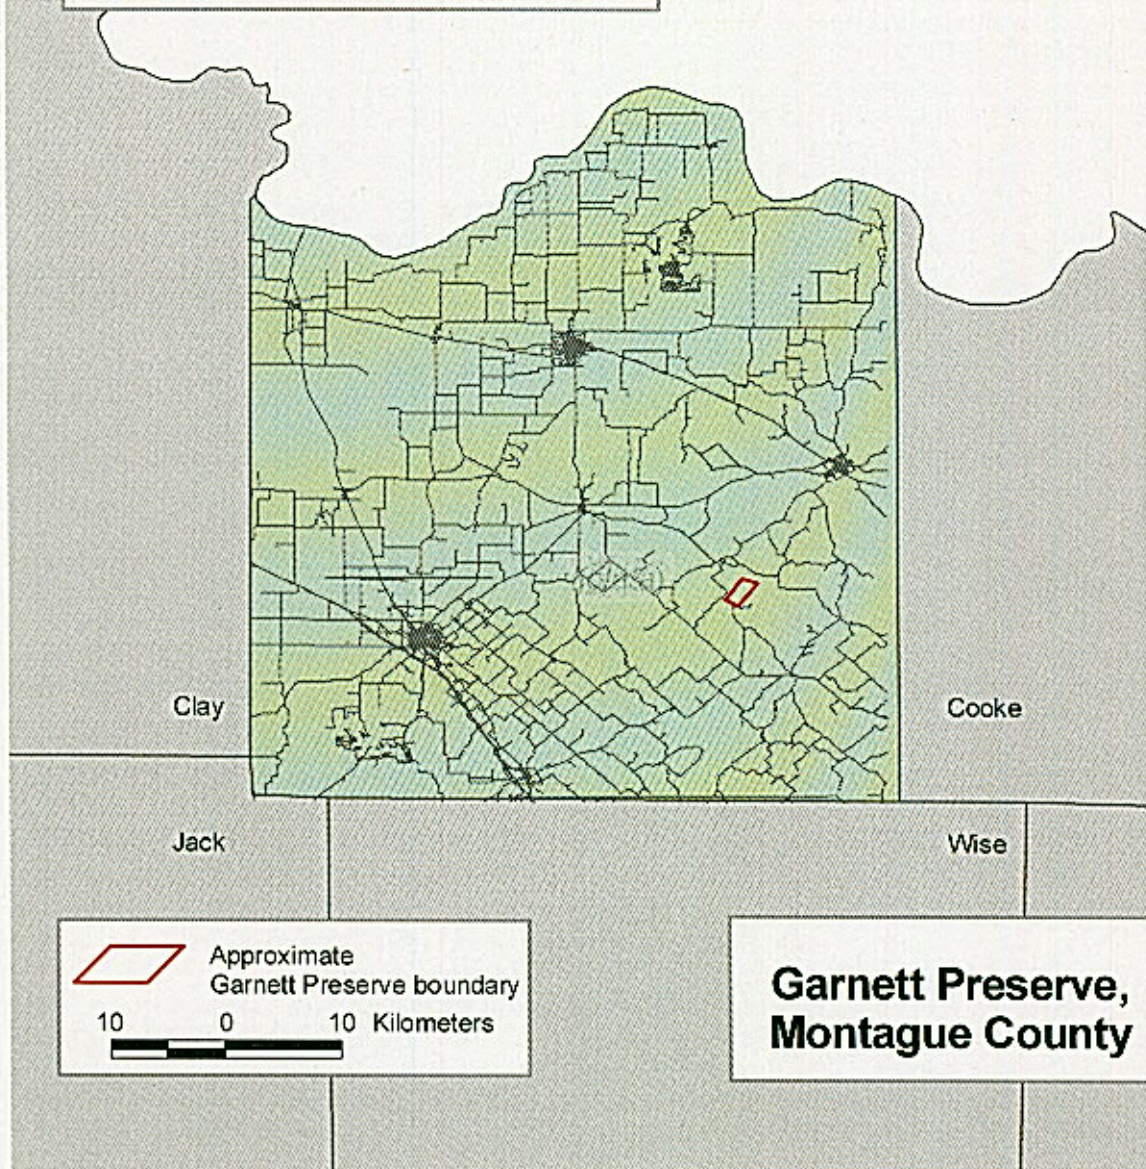 Clay
Cooke
Jack
Wise
Approximate
Garnett Preserve boundary
10 0 10 Kilometers
Garnett Preserve,
Montague County